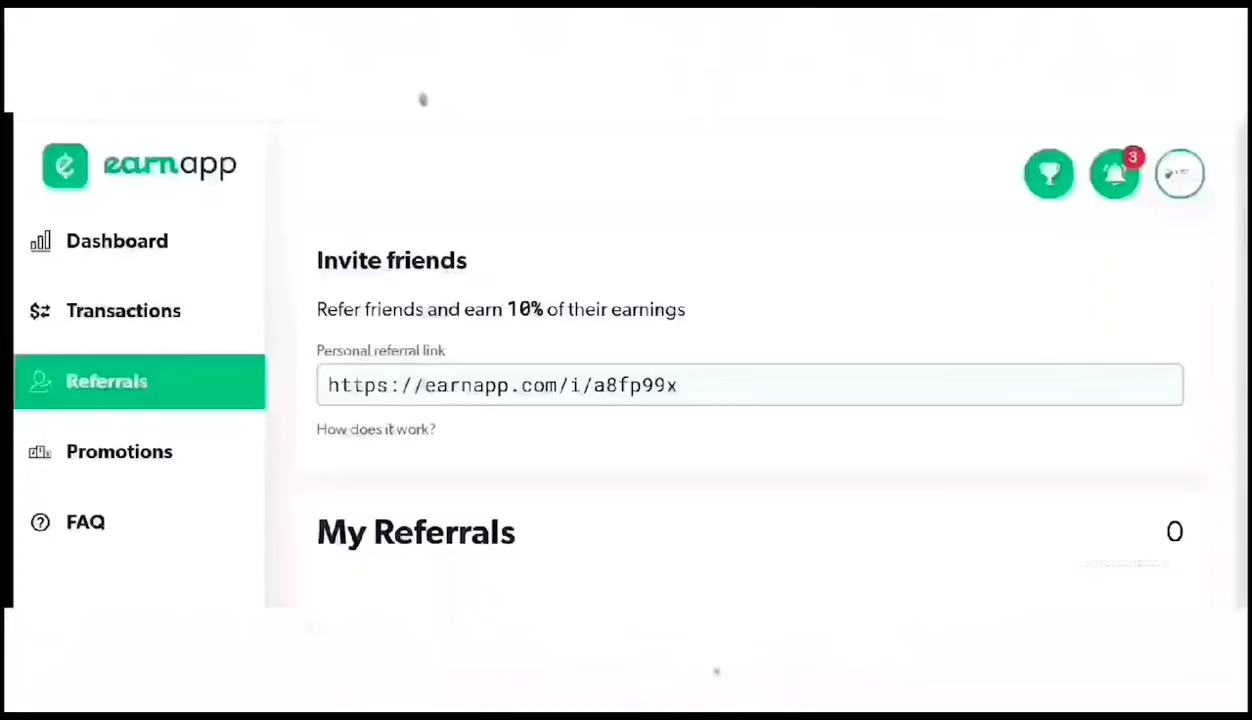 earnapp
3
Dashboard
Transactions
Referrals
Promotions
FAQ
Invite friends
Refer friends and earn 10% of their earnings
Personal referral link
https://earnapp.com/i/a8fp99x
How does it work?
My Referrals
0